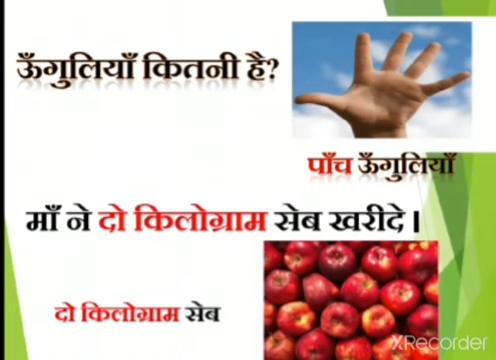 ऊँगुलियाँ कितनी है?
पाँच ऊँगुलियाँ
माँ ने दो किलोग्राम सेब खरीदे।
दो किलोग्राम सेब
XRecorder